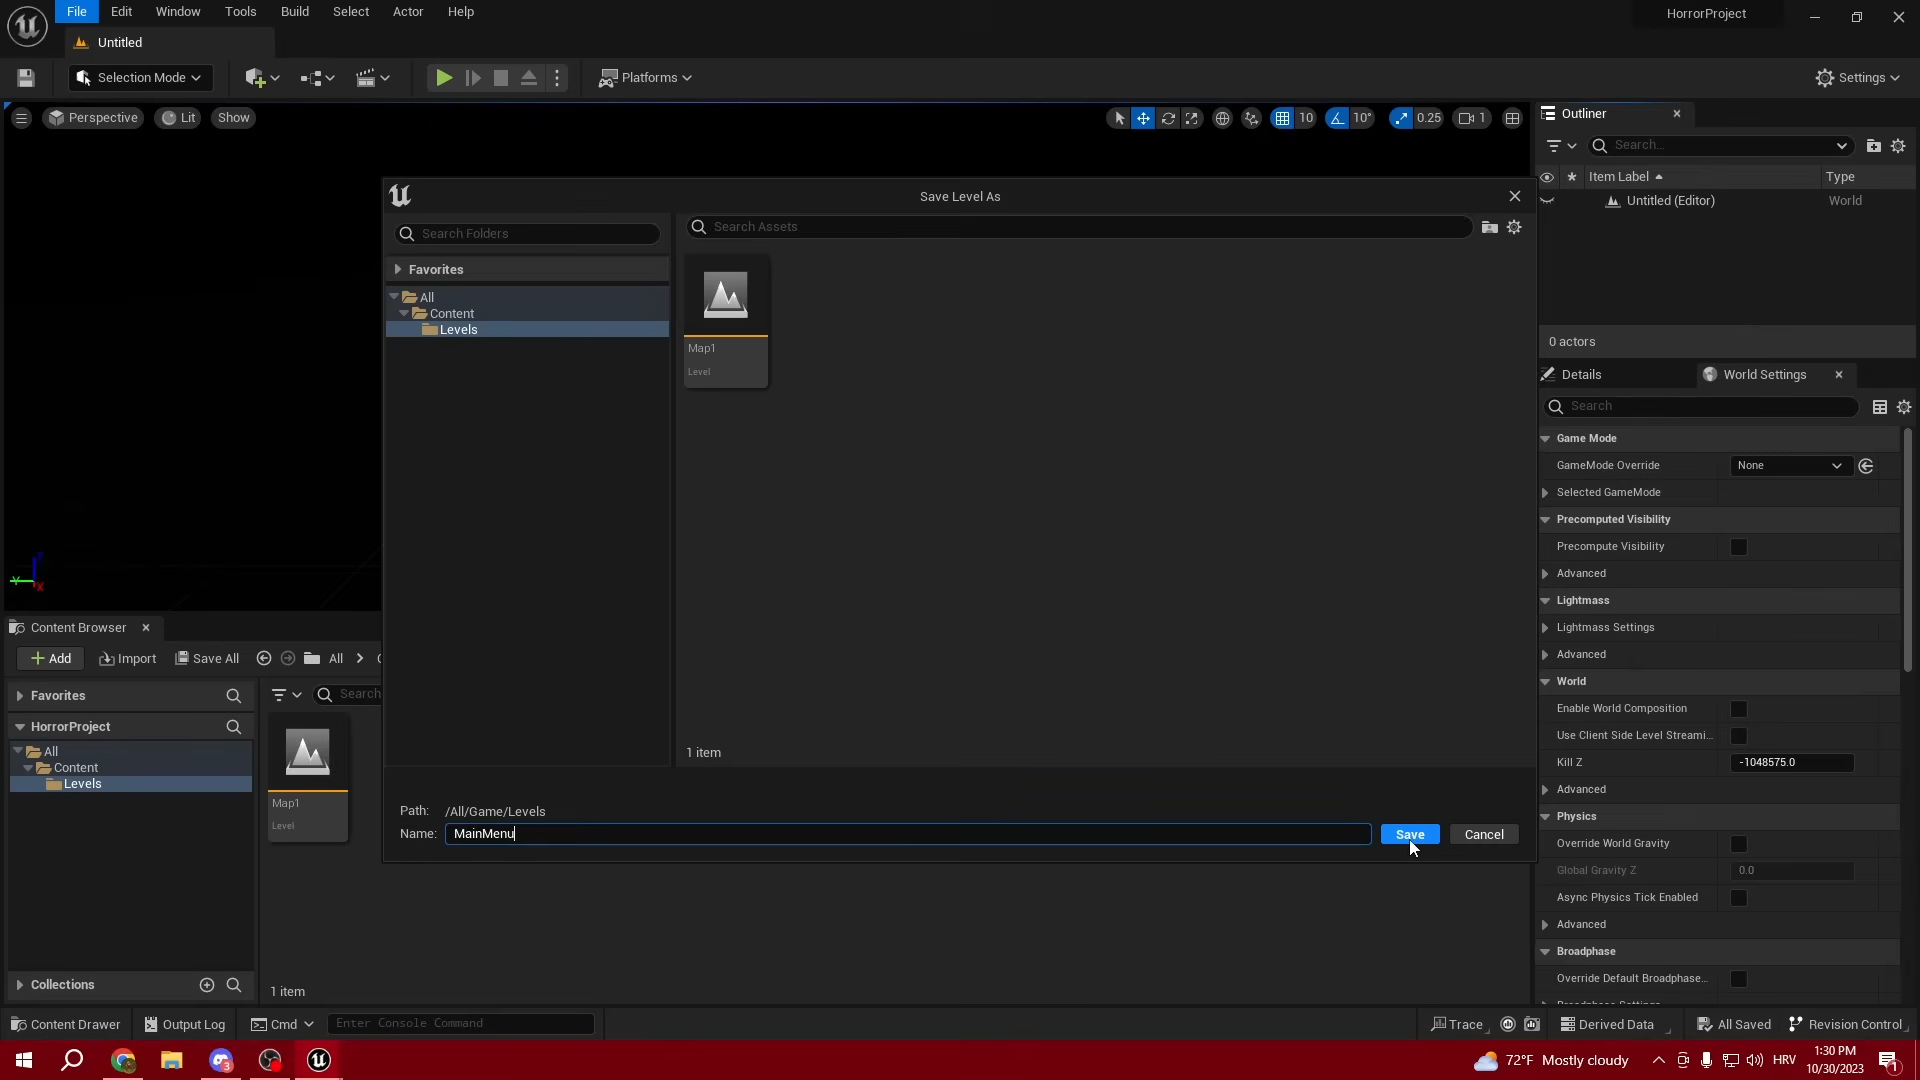 File Edit Window Tools Build Select Actor Help
HorrorProject
Untitled
Selection Mode
Platforms
Settings
Perspective Lit Show
10 10° 0.25 1
Outliner
Search...
Item Label Type
Untitled (Editor) World
0 actors
Save Level As
Search Folders
Search Assets
Favorites
All
Content
Levels
Map1
Level
1 item
Path: /All/Game/Levels
Name: MainMenu
Save Cancel
Details World Settings
Search
Game Mode
GameMode Override None
Selected GameMode
Precomputed Visibility
Precompute Visibility
Advanced
Lightmass
Lightmass Settings
Advanced
World
Enable World Composition
Use Client Side Level Streami...
Kill Z -1048575.0
Advanced
Physics
Override World Gravity
Global Gravity Z 0.0
Async Physics Tick Enabled
Advanced
Broadphase
Override Default Broadphase...
Content Browser
Add Import Save All All
Favorites
Search
HorrorProject
All
Content
Levels
Map1
Level
Collections
1 item
Content Drawer Output Log Cmd Enter Console Command
Trace Derived Data All Saved Revision Control
72°F Mostly cloudy HRV
1:30 PM
10/30/2023
3
1